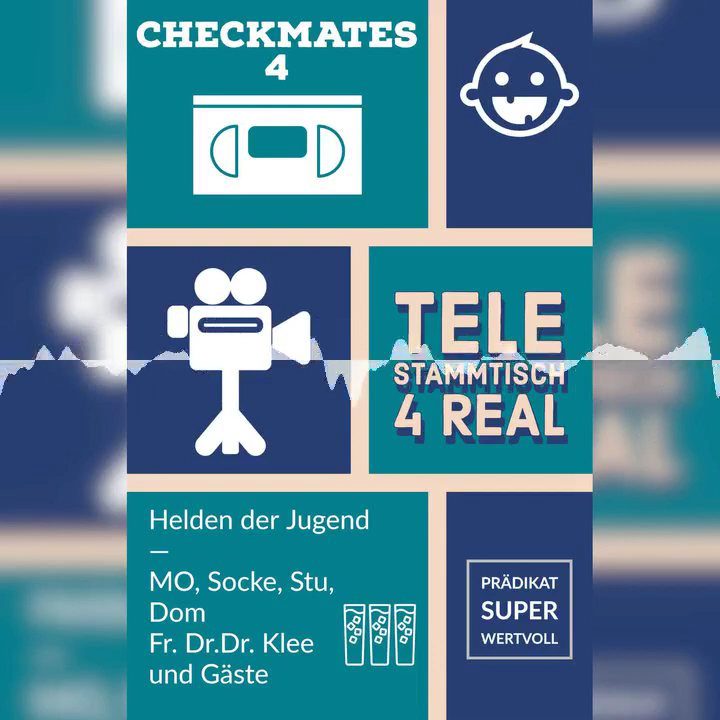 CHECKMATES
4
TELE
STAMMTISCH
4 REAL
Helden der Jugend
—
MO, Socke, Stu,
Dom
Fr. Dr.Dr. Klee
und Gäste
PRÄDIKAT
SUPER
WERTVOLL